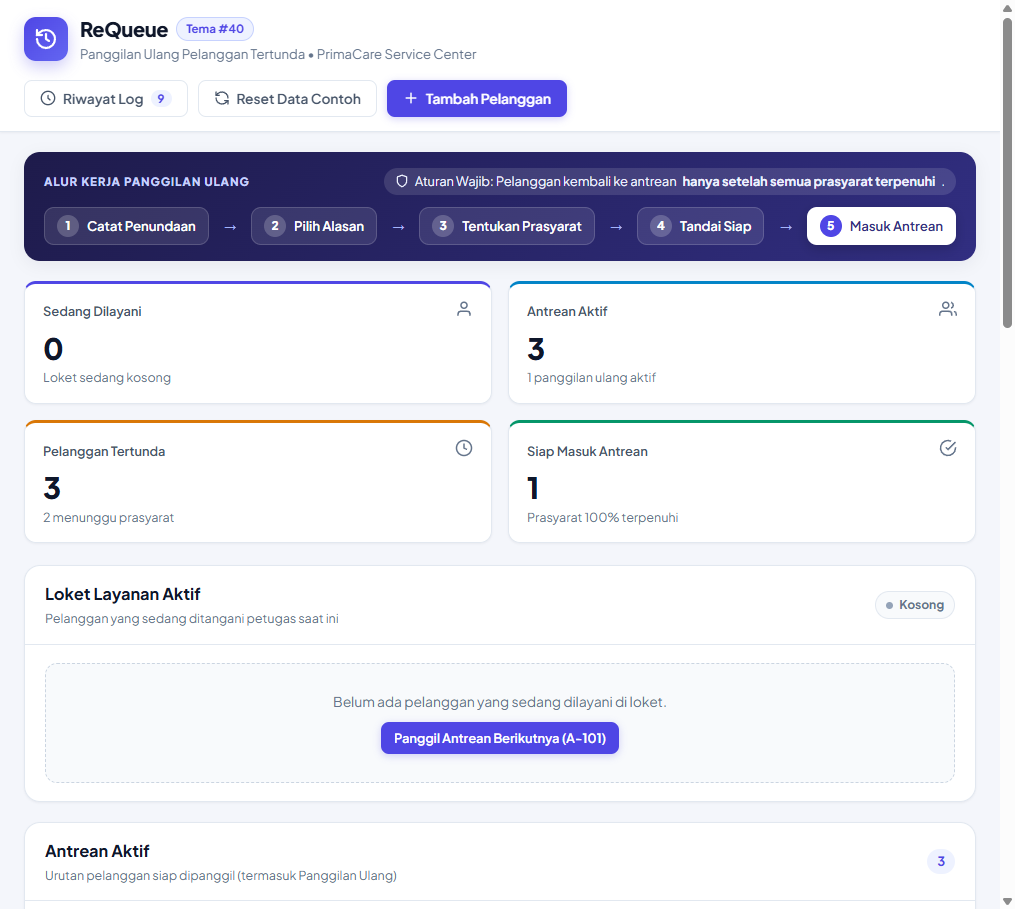 ReQueue Tema #40
Panggilan Ulang Pelanggan Tertunda • PrimaCare Service Center
Riwayat Log 9 Reset Data Contoh + Tambah Pelanggan
ALUR KERJA PANGGILAN ULANG Aturan Wajib: Pelanggan kembali ke antrean hanya setelah semua prasyarat terpenuhi .
1 Catat Penundaan → 2 Pilih Alasan → 3 Tentukan Prasyarat → 4 Tandai Siap → 5 Masuk Antrean
Sedang Dilayani
0
Loket sedang kosong
Antrean Aktif
3
1 panggilan ulang aktif
Pelanggan Tertunda
3
2 menunggu prasyarat
Siap Masuk Antrean
1
Prasyarat 100% terpenuhi
Loket Layanan Aktif
Pelanggan yang sedang ditangani petugas saat ini
Kosong
Belum ada pelanggan yang sedang dilayani di loket.
Panggil Antrean Berikutnya (A-101)
Antrean Aktif
Urutan pelanggan siap dipanggil (termasuk Panggilan Ulang)
3